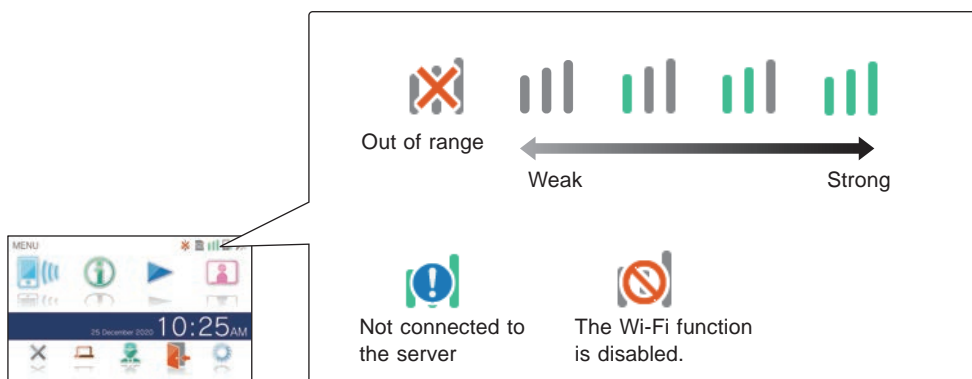 Out of range
Weak
Strong
MENU
25 December 2020 10:25AM
Not connected to
the server
The Wi-Fi function
is disabled.